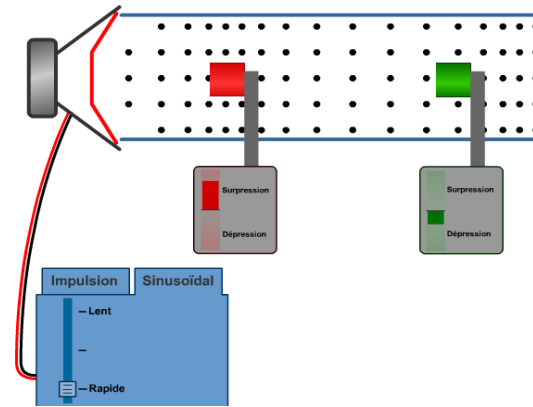 Surpression
Dépression
Surpression
Dépression
Impulsion
Sinusoïdal
Lent
Rapide